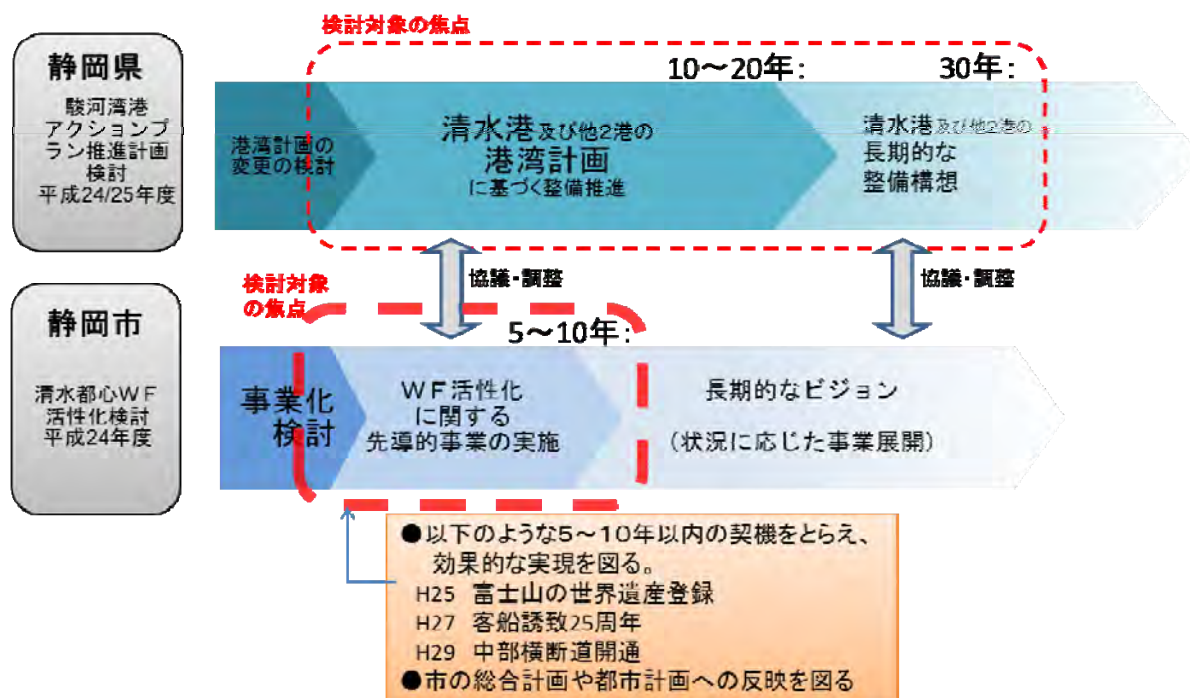 検討対象の焦点
10～20年:
30年:
静岡県
駿河湾港
アクションプ
ラン推進計画
検討
平成24/25年度
港湾計画の
変更の検討
清水港及び他2港の
港湾計画
に基づく整備推進
清水港及び他2港の
長期的な
整備構想
協議・調整
協議・調整
検討対象
の焦点
5～10年:
静岡市
清水都心ＷＦ
活性化検討
平成24年度
事業化
検討
ＷＦ活性化
に関する
先導的事業の実施
長期的なビジョン
（状況に応じた事業展開）
●以下のような５～１０年以内の契機をとらえ、
効果的な実現を図る。
H25 富士山の世界遺産登録
H27 客船誘致25周年
H29 中部横断道開通
●市の総合計画や都市計画への反映を図る